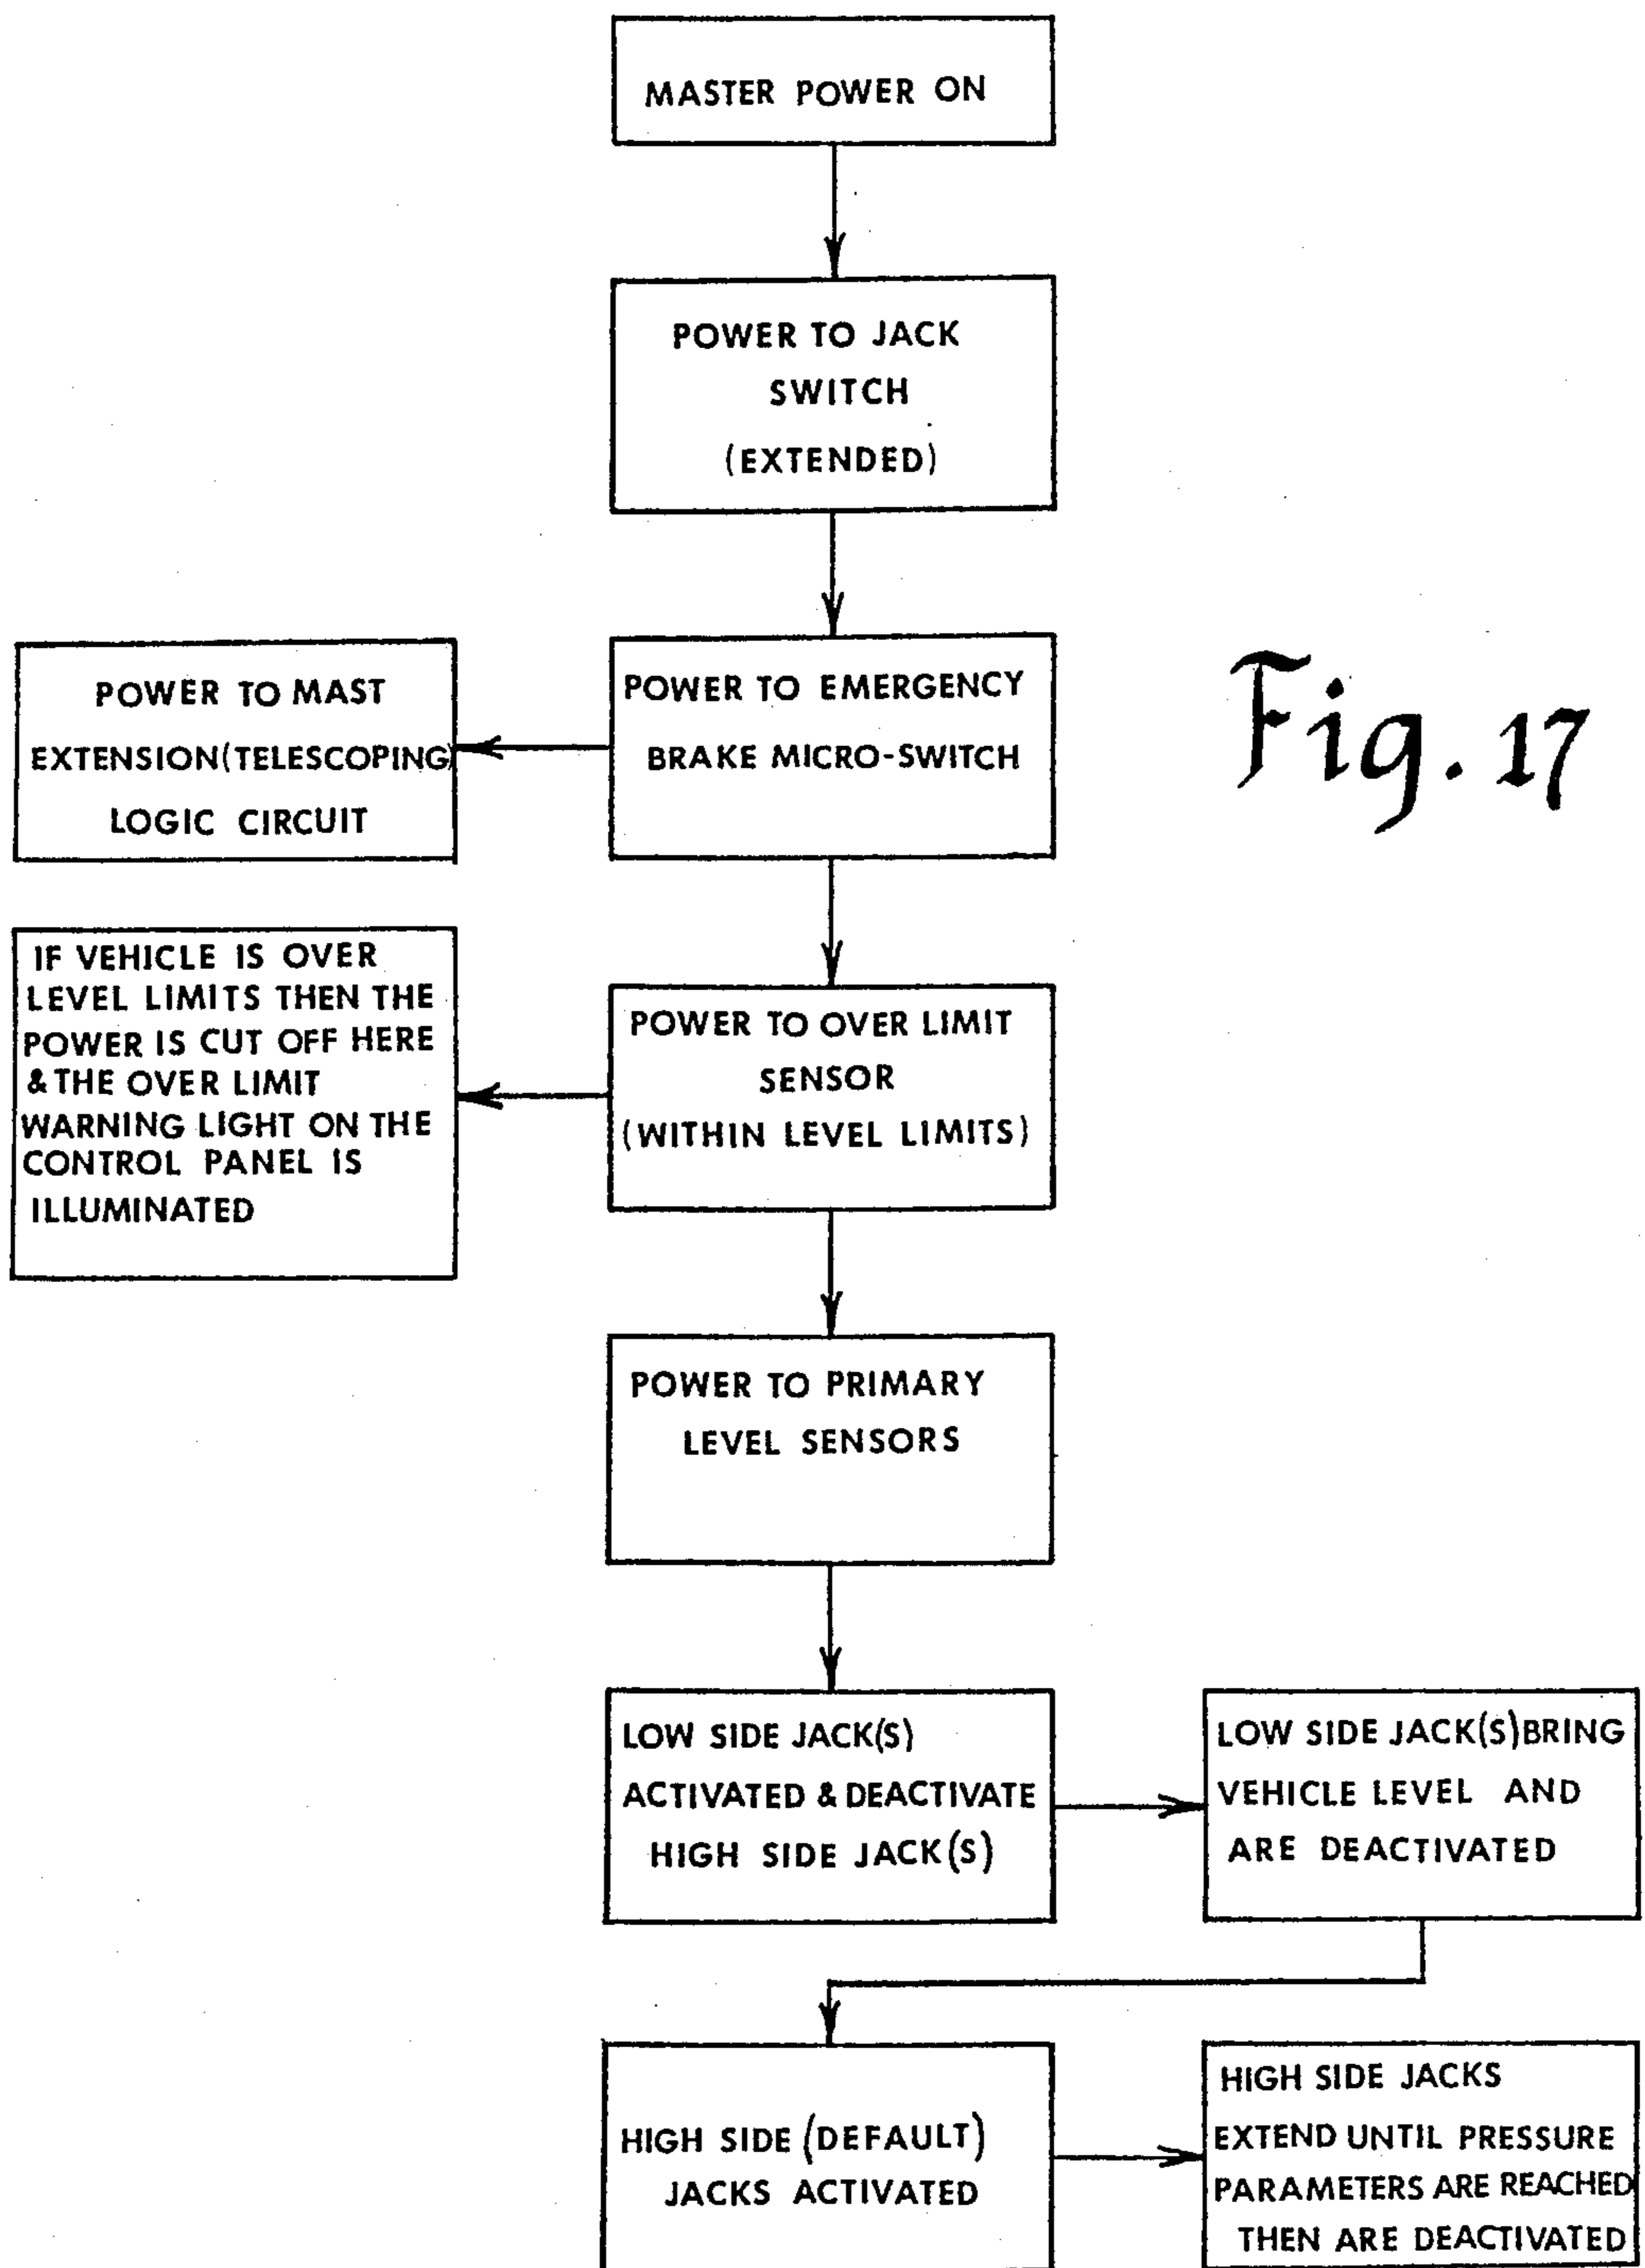 MASTER POWER ON
POWER TO JACK
SWITCH
(EXTENDED)
POWER TO MAST
EXTENSION(TELESCOPING)
LOGIC CIRCUIT
POWER TO EMERGENCY
BRAKE MICRO-SWITCH
Fig. 17
IF VEHICLE IS OVER
LEVEL LIMITS THEN THE
POWER IS CUT OFF HERE
& THE OVER LIMIT
WARNING LIGHT ON THE
CONTROL PANEL IS
ILLUMINATED
POWER TO OVER LIMIT
SENSOR
(WITHIN LEVEL LIMITS)
POWER TO PRIMARY
LEVEL SENSORS
LOW SIDE JACK(S)
ACTIVATED & DEACTIVATE
HIGH SIDE JACK(S)
LOW SIDE JACK(S) BRING
VEHICLE LEVEL AND
ARE DEACTIVATED
HIGH SIDE (DEFAULT)
JACKS ACTIVATED
HIGH SIDE JACKS
EXTEND UNTIL PRESSURE
PARAMETERS ARE REACHED
THEN ARE DEACTIVATED